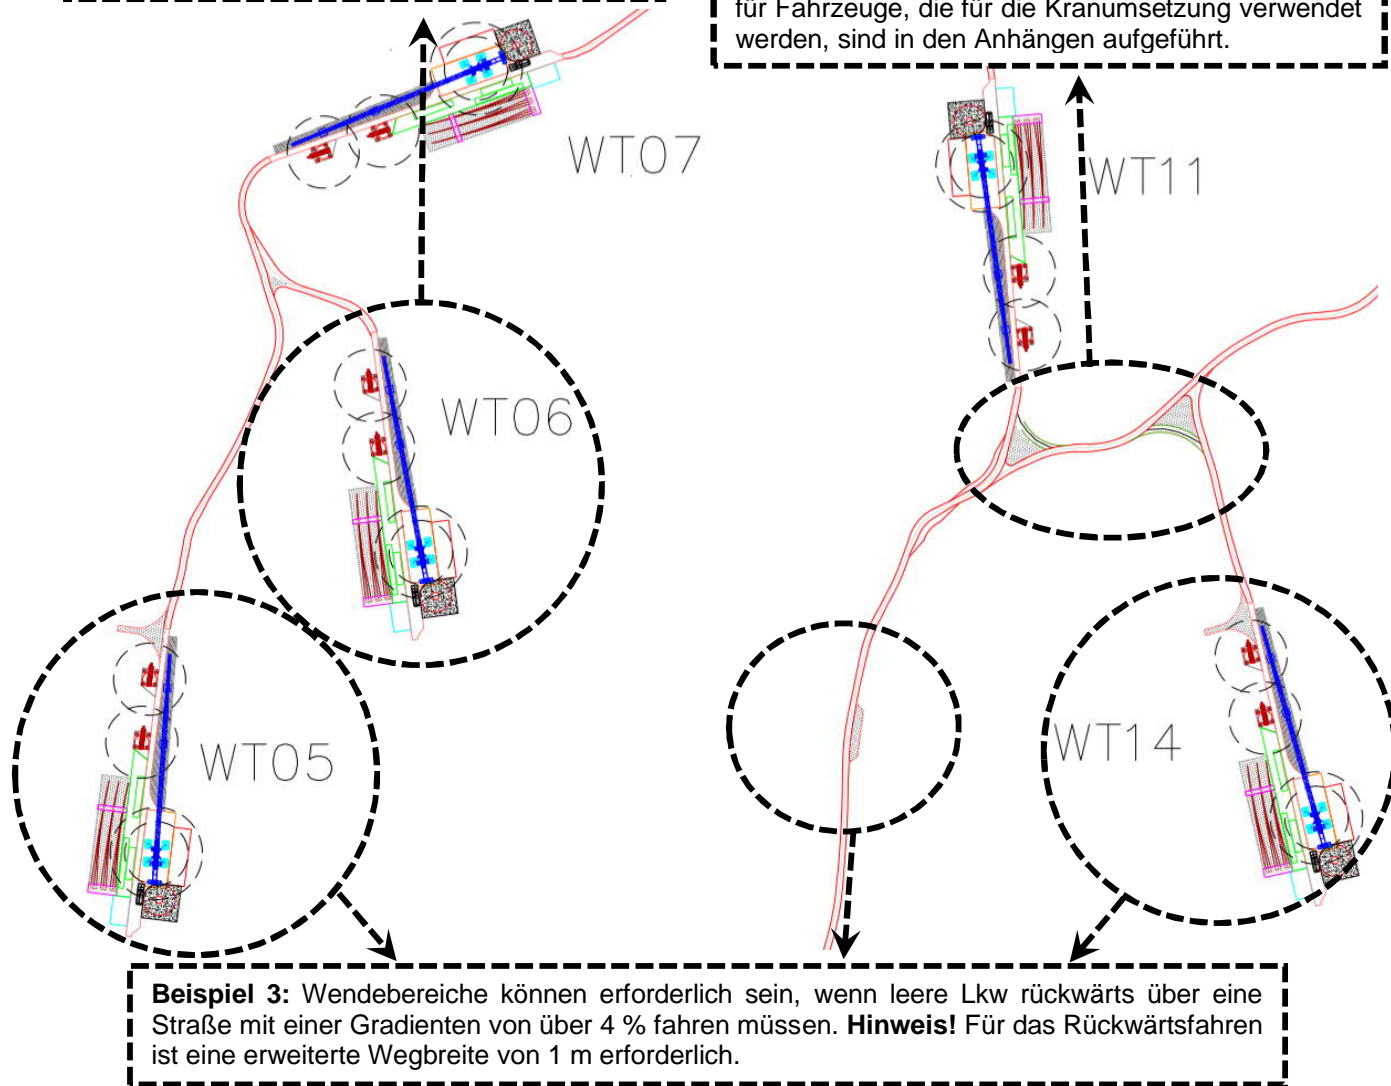 für Fahrzeuge, die für die Kranumsetzung verwendet
werden, sind in den Anhängen aufgeführt.
WT07
WT11
WT06
WT05
WT14
Beispiel 3: Wendebereiche können erforderlich sein, wenn leere Lkw rückwärts über eine
Straße mit einer Gradienten von über 4 % fahren müssen. Hinweis! Für das Rückwärtsfahren
ist eine erweiterte Wegbreite von 1 m erforderlich.